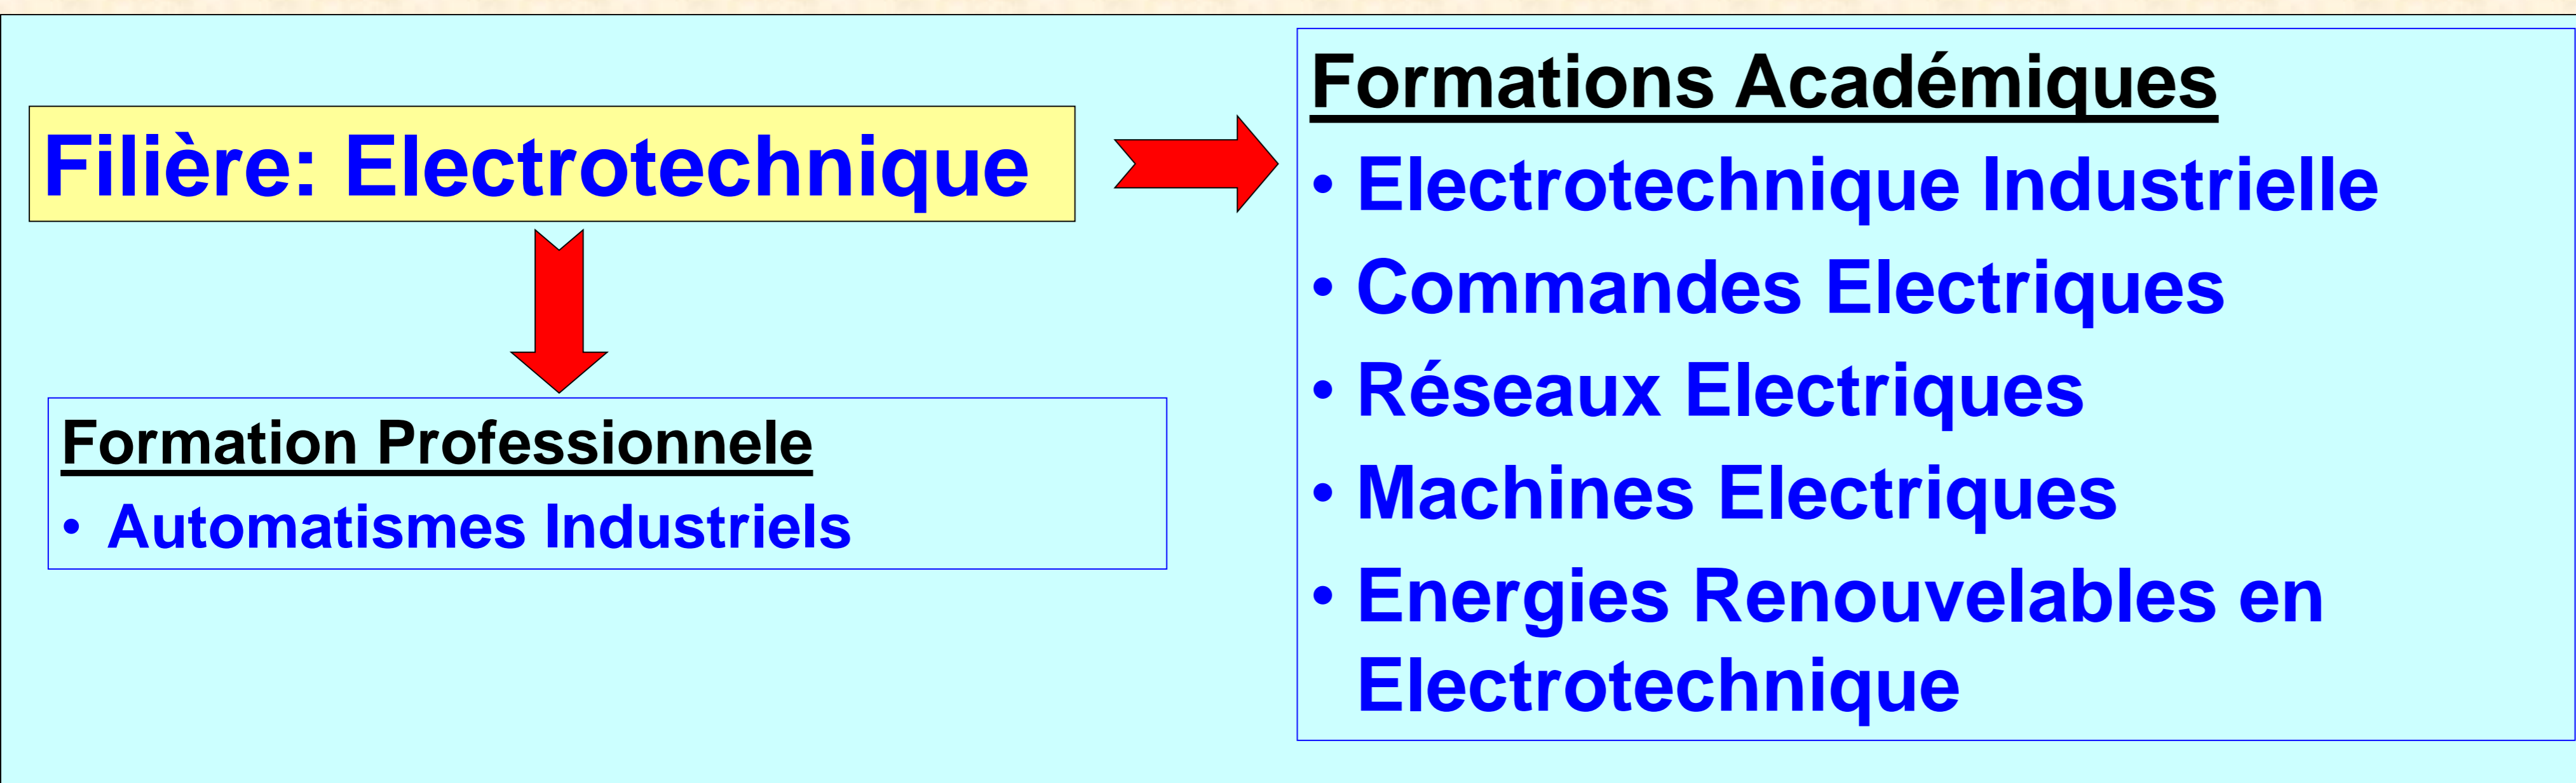 Filière: Electrotechnique
Formation Professionnele
• Automatismes Industriels
Formations Académiques
• Electrotechnique Industrielle
• Commandes Electriques
• Réseaux Electriques
• Machines Electriques
• Energies Renouvelables en
Electrotechnique